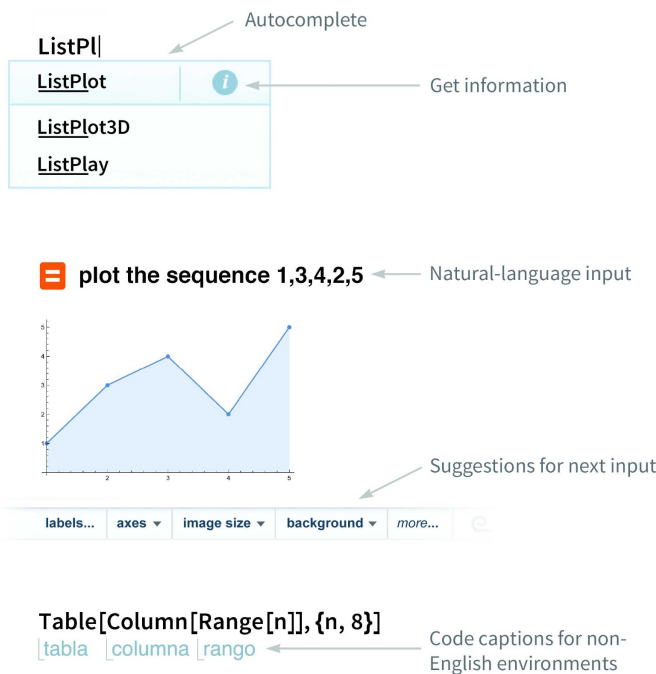 Autocomplete
ListPl
ListPlot
i
Get information
ListPlot3D
ListPlay
= plot the sequence 1,3,4,2,5
Natural-language input
5
4
3
2
1
2 3 4 5
Suggestions for next input
labels... axes image size background more...
Table[Column[Range[n]], {n, 8}]
tabla columna rango
Code captions for non-
English environments